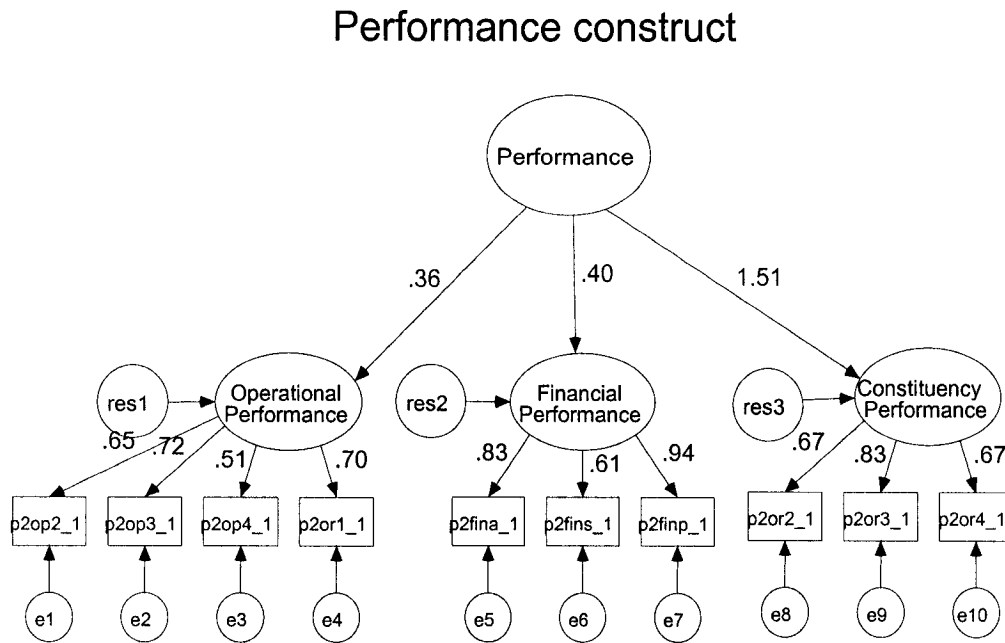 Performance construct
Performance
.36
.40
1.51
res1
Operational
Performance
res2
Financial
Performance
res3
Constituency
Performance
.65
.72
.51
.70
.83
.61
.94
.67
.83
.67
p2op2_1
p2op3_1
p2op4_1
p2or1_1
p2fina_1
p2fins_1
p2finp_1
p2or2_1
p2or3_1
p2or4_1
e1
e2
e3
e4
e5
e6
e7
e8
e9
e10